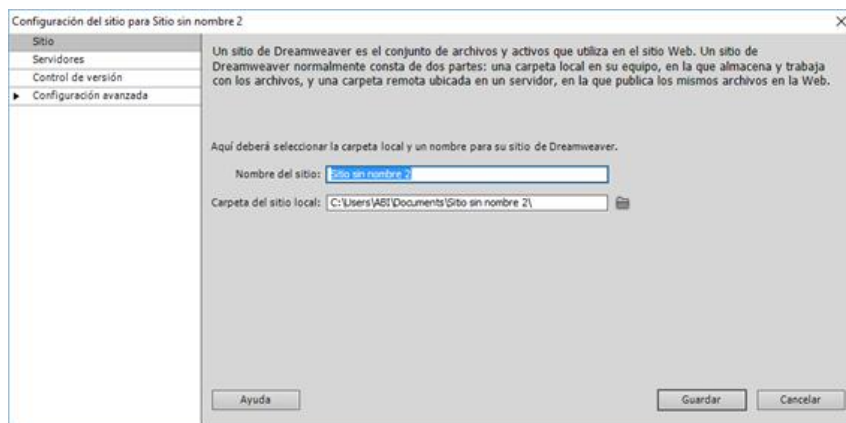 Configuración del sitio para Sitio sin nombre 2
Sitio
Servidores
Control de versión
Configuración avanzada
Un sitio de Dreamweaver es el conjunto de archivos y activos que utiliza en el sitio Web. Un sitio de
Dreamweaver normalmente consta de dos partes: una carpeta local en su equipo, en la que almacena y trabaja
con los archivos, y una carpeta remota ubicada en un servidor, en la que publica los mismos archivos en la Web.
Aquí deberá seleccionar la carpeta local y un nombre para su sitio de Dreamweaver.
Nombre del sitio: Sitio sin nombre 2
Carpeta del sitio local: C:\Users\ABI\Documents\Sitio sin nombre 2\
Ayuda Guardar Cancelar